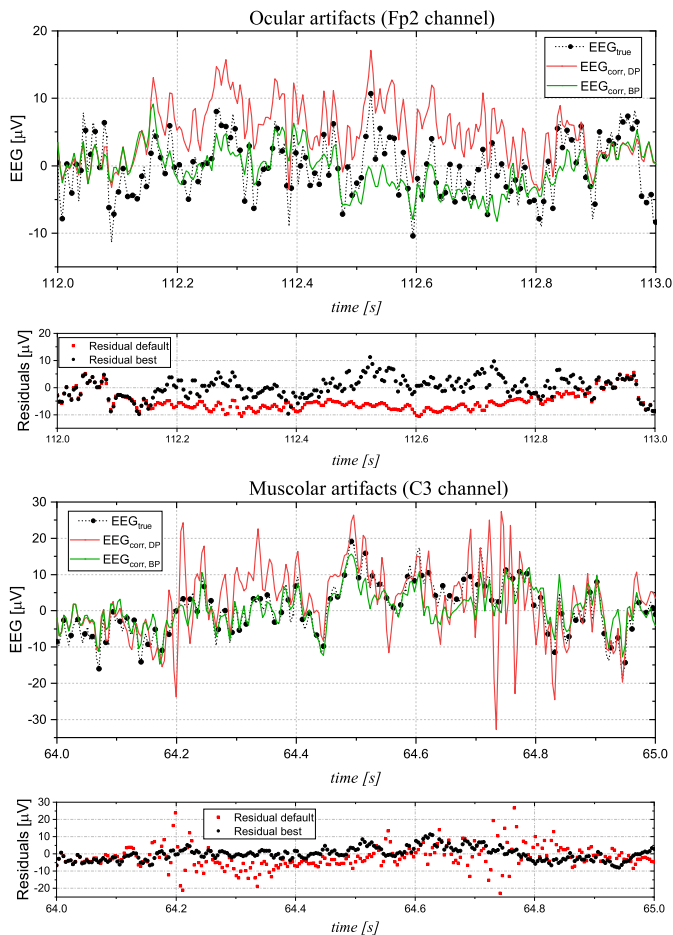 Ocular artifacts (Fp2 channel)
20
10
0
-10
EEG [µV]
EEGtrue
EEGcorr, DP
EEGcorr, BP
112.0 112.2 112.4 112.6 112.8 113.0
time [s]
20
10
0
-10
Residuals [µV]
Residual default
Residual best
112.0 112.2 112.4 112.6 112.8 113.0
time [s]
Muscolar artifacts (C3 channel)
30
20
10
0
-10
-20
-30
EEG [µV]
EEGtrue
EEGcorr, DP
EEGcorr, BP
64.0 64.2 64.4 64.6 64.8 65.0
time [s]
30
20
10
0
-10
-20
Residuals [µV]
Residual default
Residual best
64.0 64.2 64.4 64.6 64.8 65.0
time [s]